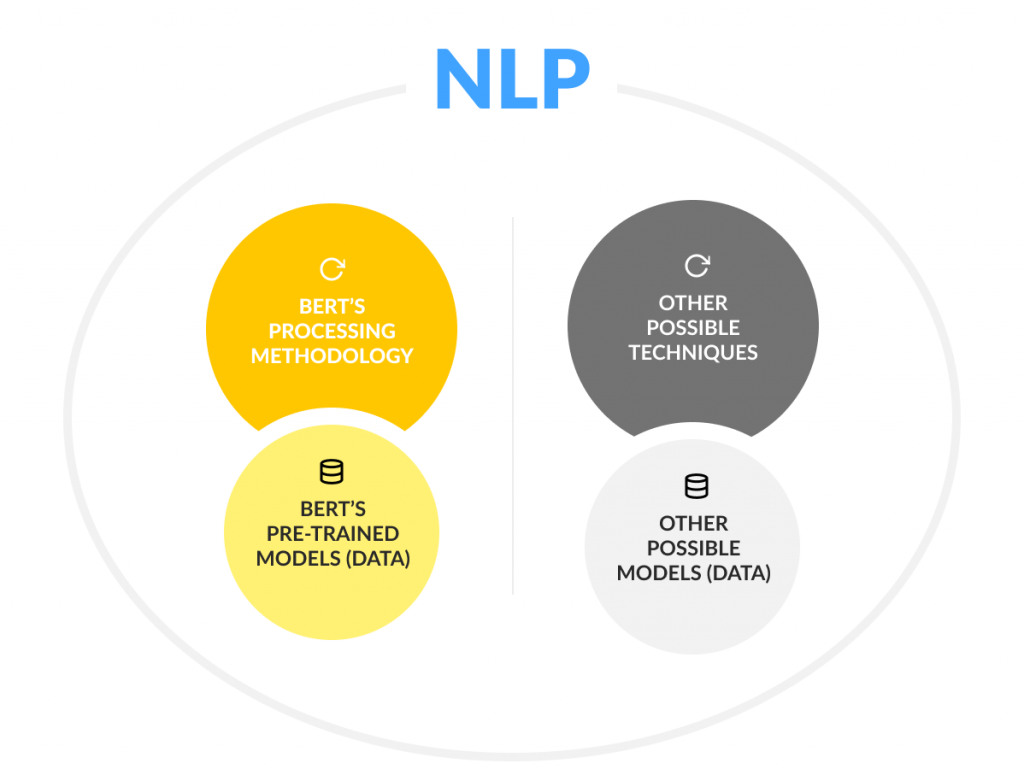 NLP
BERT’S
PROCESSING
METHODOLOGY
BERT’S
PRE-TRAINED
MODELS (DATA)
OTHER
POSSIBLE
TECHNIQUES
OTHER
POSSIBLE
MODELS (DATA)